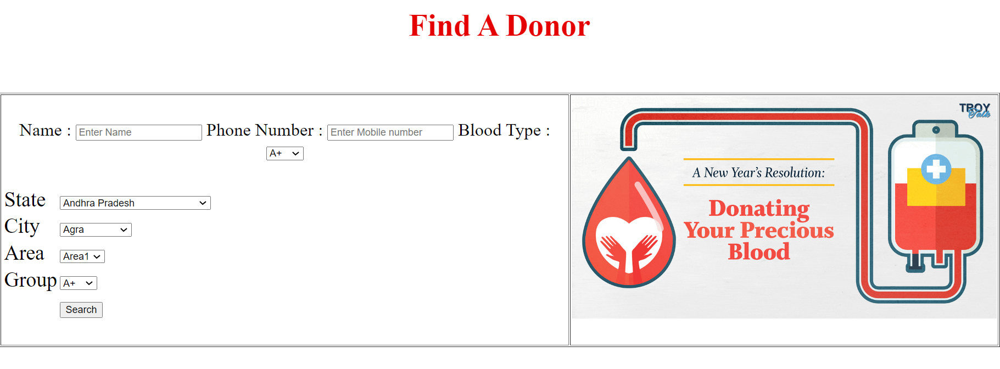 Find A Donor
Name : Enter Name Phone Number : Enter Mobile number Blood Type :
A+
State Andhra Pradesh
City Agra
Area Area1
Group A+
Search
TROY
Talk
A New Year's Resolution:
Donating
Your Precious
Blood